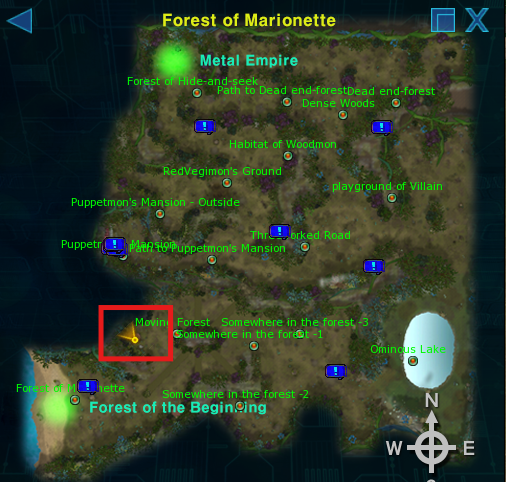 Forest of Marionette
Metal Empire
Forest of Hide-and-seek
Path to Dead end-forest
Dead end-forest
Dense Woods
Habitat of Woodmon
RedVegimon's Ground
playground of Villain
Puppetmon's Mansion - Outside
Mansion
Path to Puppetmon's Mansion
Road
Moving Forest
Somewhere in the forest -3
Somewhere in the forest -1
Ominous Lake
Forest of
Somewhere in the forest -2
Forest of the Beginning
N
W
E